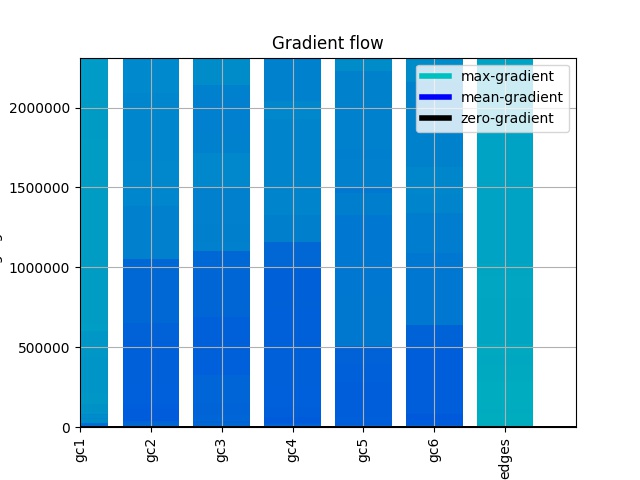 Gradient flow
max-gradient
mean-gradient
zero-gradient
2000000
1500000
1000000
500000
0
gc1
gc2
gc3
gc4
gc5
gc6
edges